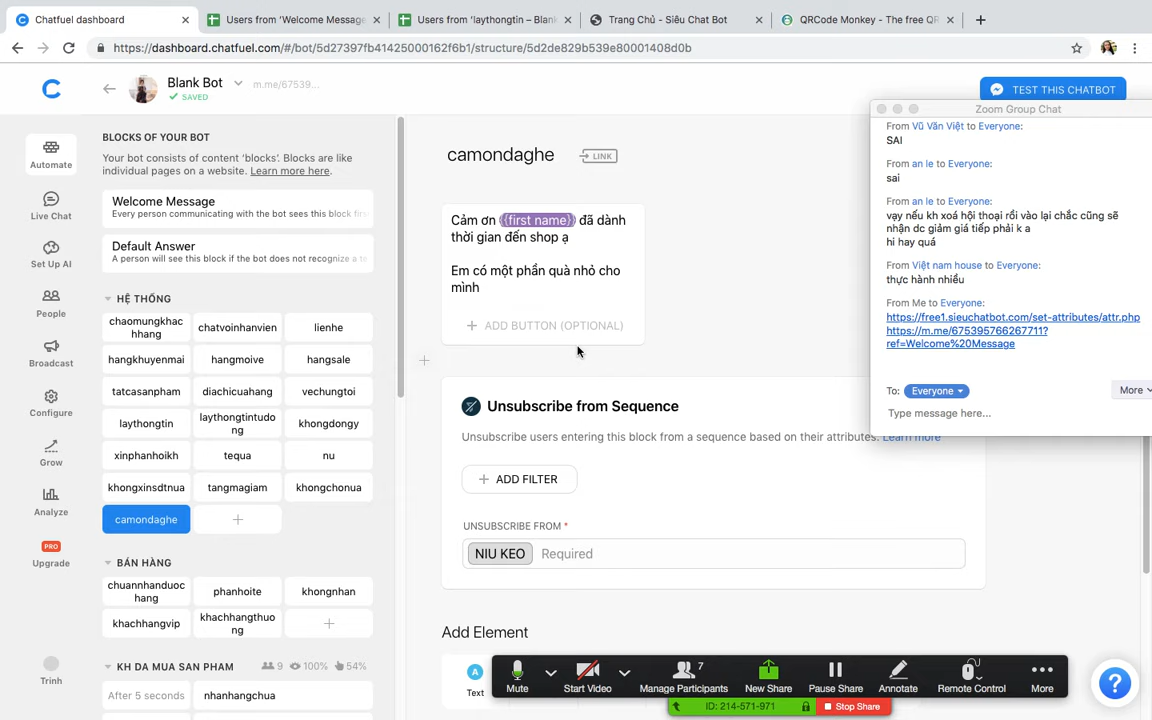 Chatfuel dashboard
Users from 'Welcome Message
Users from 'laythongtin – Blank
Trang Chủ - Siêu Chat Bot
QRCode Monkey - The free QR
https://dashboard.chatfuel.com/#/bot/5d27397fb41425000162f6b1/structure/5d2de829b539e80001408d0b
Blank Bot
m.me/67539...
SAVED
TEST THIS CHATBOT
Automate
Live Chat
Set Up AI
People
Broadcast
Configure
Grow
Analyze
PRO
Upgrade
Trinh
BLOCKS OF YOUR BOT
Your bot consists of content 'blocks'. Blocks are like
individual pages on a website. Learn more here.
Welcome Message
Every person communicating with the bot sees this block first
Default Answer
A person will see this block if the bot does not recognize a te
HỆ THỐNG
chaomungkhac
hhang
chatvoinhanvien
lienhe
hangkhuyenmai
hangmoive
hangsale
tatcasanpham
diachicuahang
vechungtoi
laythongtin
laythongtintudo
ng
khongdongy
xinphanhoikh
tequa
nu
khongxinsdtnua
tangmagiam
khongchonua
camondaghe
BÁN HÀNG
chuannhanduoc
hang
phanhoite
khongnhan
khachhangvip
khachhangthuo
ng
KH DA MUA SAN PHAM
9
100%
54%
After 5 seconds
nhanhangchua
camondaghe
LINK
Cảm ơn {{first name}} đã dành
thời gian đến shop ạ
Em có một phần quà nhỏ cho
mình
ADD BUTTON (OPTIONAL)
Unsubscribe from Sequence
Unsubscribe users entering this block from a sequence based on their attributes. Learn more
ADD FILTER
UNSUBSCRIBE FROM *
NIU KEO
Required
Add Element
A
Text
Zoom Group Chat
From Vũ Văn Việt to Everyone:
SAI
From an le to Everyone:
sai
From an le to Everyone:
vạy nếu kh xoá hội thoại rồi vào lại chắc cũng sẽ
nhận dc giảm giá tiếp phải k a
hi hay quá
From Việt nam house to Everyone:
thực hành nhiều
From Me to Everyone:
https://free1.sieuchatbot.com/set-attributes/attr.php
https://m.me/675395766267711?
ref=Welcome%20Message
To:
Everyone
More
Type message here...
Mute
Start Video
7
Manage Participants
New Share
Pause Share
Annotate
Remote Control
More
ID: 214-571-971
Stop Share
?